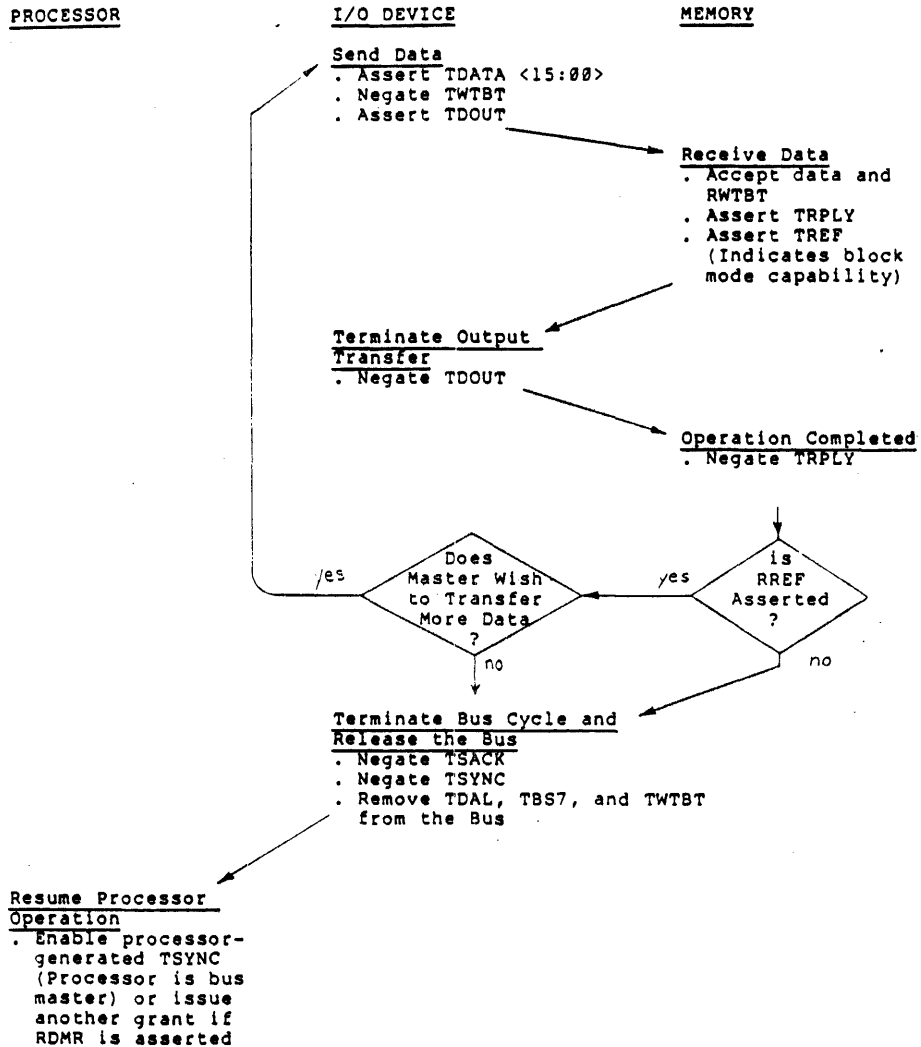 PROCESSOR
I/O DEVICE
MEMORY
Send Data
. Assert TDATA <15:00>
. Negate TWTBT
. Assert TDOUT
Receive Data
. Accept data and
RWTBT
. Assert TRPLY
. Assert TREF
(Indicates block
mode capability)
Terminate Output
Transfer
. Negate TDOUT
Operation Completed
. Negate TRPLY
is
RREF
Asserted
?
yes
no
Does
Master Wish
to Transfer
More Data
?
yes
no
Terminate Bus Cycle and
Release the Bus
. Negate TSACK
. Negate TSYNC
. Remove TDAL, TBS7, and TWTBT
from the Bus
Resume Processor
Operation
. Enable processor-
generated TSYNC
(Processor is bus
master) or issue
another grant if
RDMR is asserted